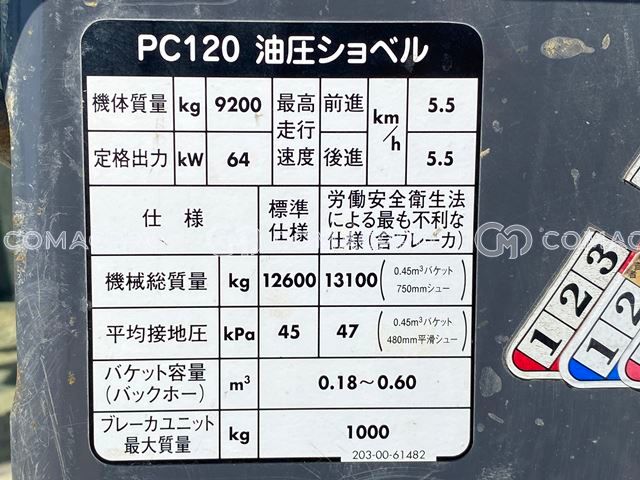 PC120 油圧ショベル
機体質量 kg 9200 最高走行速度 前進 km/h 5.5
定格出力 kW 64 後進 5.5
仕様 標準仕様 労働安全衛生法による最も不利な仕様(含ブレーカ)
機械総質量 kg 12600 13100 (0.45m³バケット 750mmシュー)
平均接地圧 kPa 45 47 (0.45m³バケット 480mm平滑シュー)
バケット容量(バックホー) m³ 0.18〜0.60
ブレーカユニット最大質量 kg 1000
203-00-61482
1 2 3
1 2